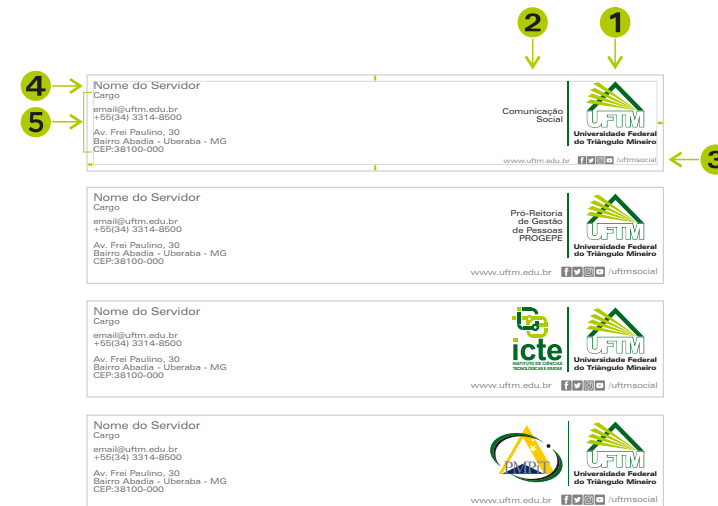 2
1
4
5
3
Nome do Servidor
Cargo
email@uftm.edu.br
+55(34) 3314-8500
Av. Frei Paulino, 30
Bairro Abadia - Uberaba - MG
CEP:38100-000
Comunicação
Social
UFTM
Universidade Federal
do Triângulo Mineiro
www.uftm.edu.br /uftmsocial
Nome do Servidor
Cargo
email@uftm.edu.br
+55(34) 3314-8500
Av. Frei Paulino, 30
Bairro Abadia - Uberaba - MG
CEP:38100-000
Pró-Reitoria
de Gestão
de Pessoas
PROGEPE
UFTM
Universidade Federal
do Triângulo Mineiro
www.uftm.edu.br /uftmsocial
Nome do Servidor
Cargo
email@uftm.edu.br
+55(34) 3314-8500
Av. Frei Paulino, 30
Bairro Abadia - Uberaba - MG
CEP:38100-000
icte
INSTITUTO DE CIÊNCIAS
TECNOLÓGICAS E EXATAS
UFTM
Universidade Federal
do Triângulo Mineiro
www.uftm.edu.br /uftmsocial
Nome do Servidor
Cargo
email@uftm.edu.br
+55(34) 3314-8500
Av. Frei Paulino, 30
Bairro Abadia - Uberaba - MG
CEP:38100-000
PMPIT
UFTM
Universidade Federal
do Triângulo Mineiro
www.uftm.edu.br /uftmsocial